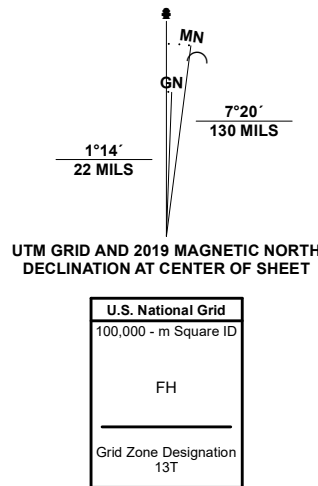 MN
GN
7°20´
130 MILS
1°14´
22 MILS
UTM GRID AND 2019 MAGNETIC NORTH
DECLINATION AT CENTER OF SHEET
U.S. National Grid
100,000 - m Square ID
FH
Grid Zone Designation
13T